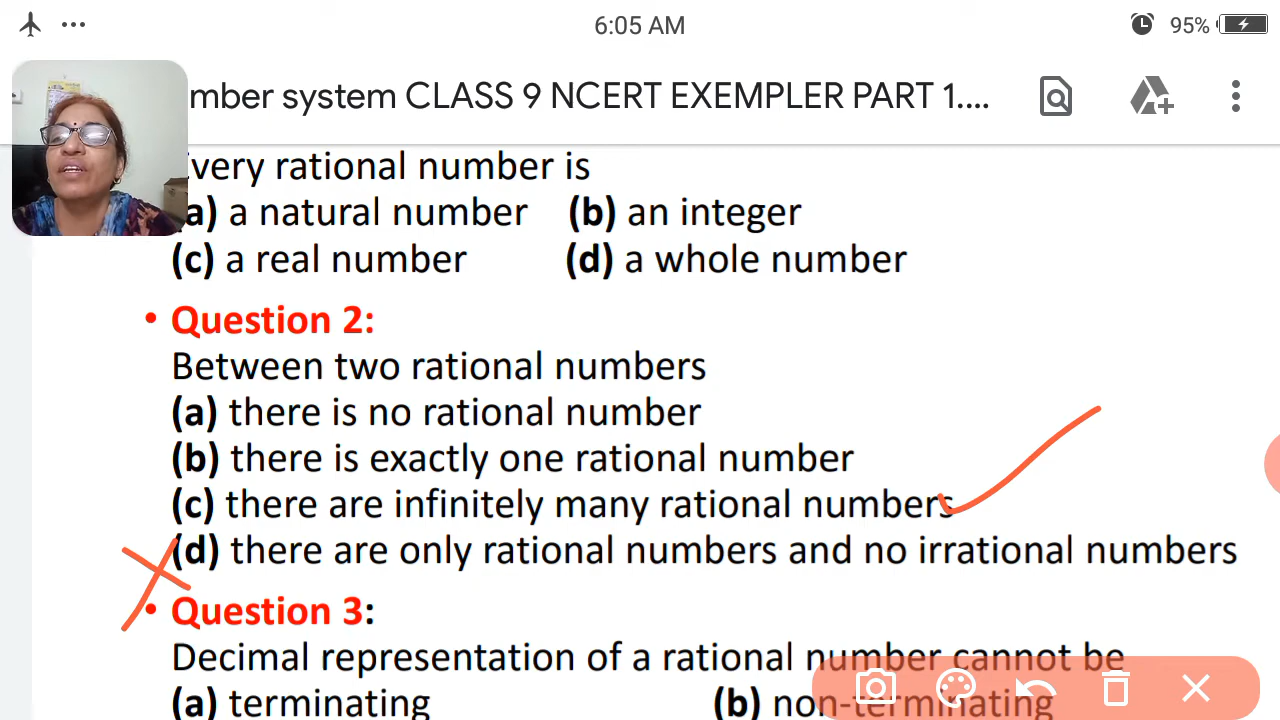 6:05 AM
95%
mber system CLASS 9 NCERT EXEMPLER PART 1....
Every rational number is
(a) a natural number (b) an integer
(c) a real number (d) a whole number
• Question 2:
Between two rational numbers
(a) there is no rational number
(b) there is exactly one rational number
(c) there are infinitely many rational numbers
(d) there are only rational numbers and no irrational numbers
• Question 3:
Decimal representation of a rational number cannot be
(a) terminating (b) non-terminating